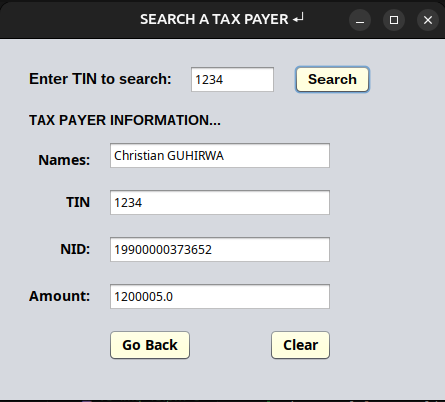 SEARCH A TAX PAYER ↲
Enter TIN to search: 1234 Search
TAX PAYER INFORMATION...
Names: Christian GUHIRWA
TIN 1234
NID: 19900000373652
Amount: 1200005.0
Go Back Clear